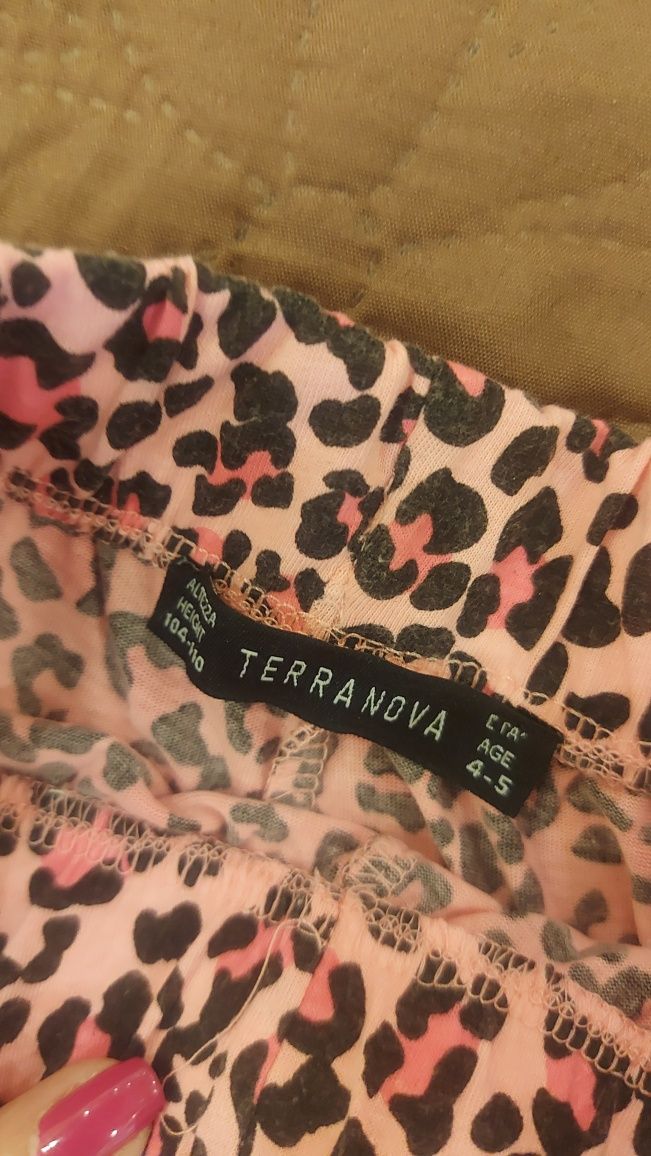 ALTEZZA
HEIGHT
104-110
TERRANOVA
ETA'
AGE
4-5